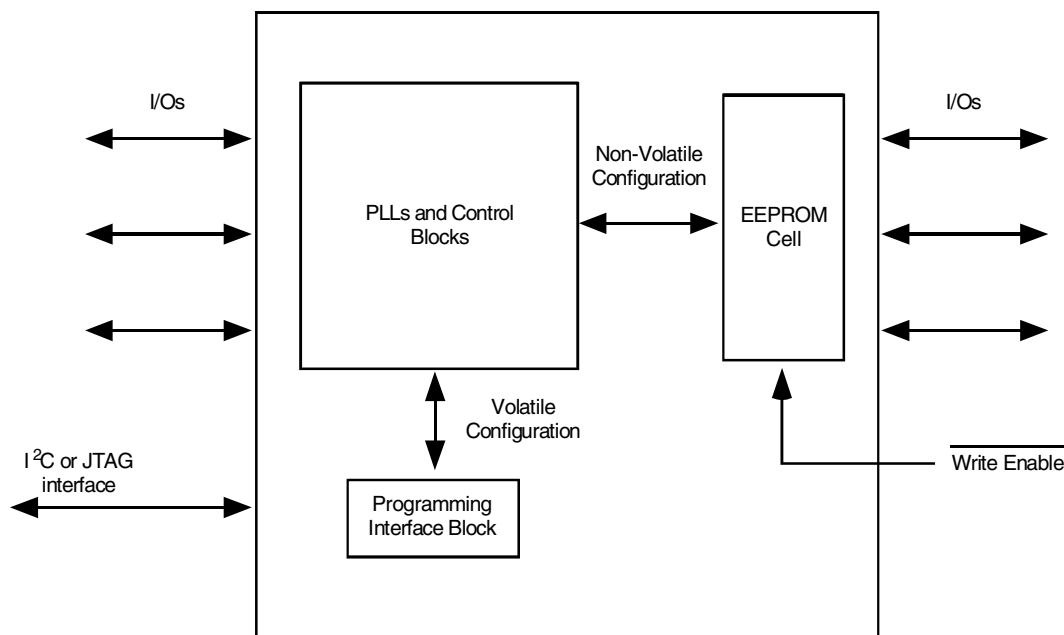 I/Os
I/Os
Non-Volatile
Configuration
PLLs and Control
Blocks
EEPROM
Cell
Volatile
Configuration
I²C or JTAG
interface
Write Enable
Programming
Interface Block